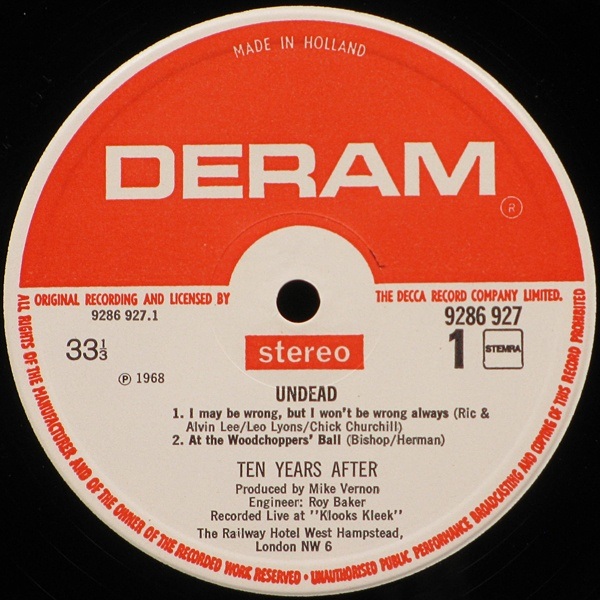 MADE IN HOLLAND
DERAM
®
ORIGINAL RECORDING AND LICENSED BY THE DECCA RECORD COMPANY LIMITED.
9286 927.1
9286 927
33⅓
stereo
1
STEMRA
℗ 1968
UNDEAD
1. I may be wrong, but I won't be wrong always (Ric &
Alvin Lee/Leo Lyons/Chick Churchill)
2. At the Woodchoppers' Ball (Bishop/Herman)
TEN YEARS AFTER
Produced by Mike Vernon
Engineer: Roy Baker
Recorded Live at "Klooks Kleek"
The Railway Hotel West Hampstead,
London NW 6
ALL RIGHTS OF THE MANUFACTURER AND OF THE OWNER OF THE RECORDED WORK RESERVED • UNAUTHORISED PUBLIC PERFORMANCE BROADCASTING AND COPYING OF THIS RECORD PROHIBITED